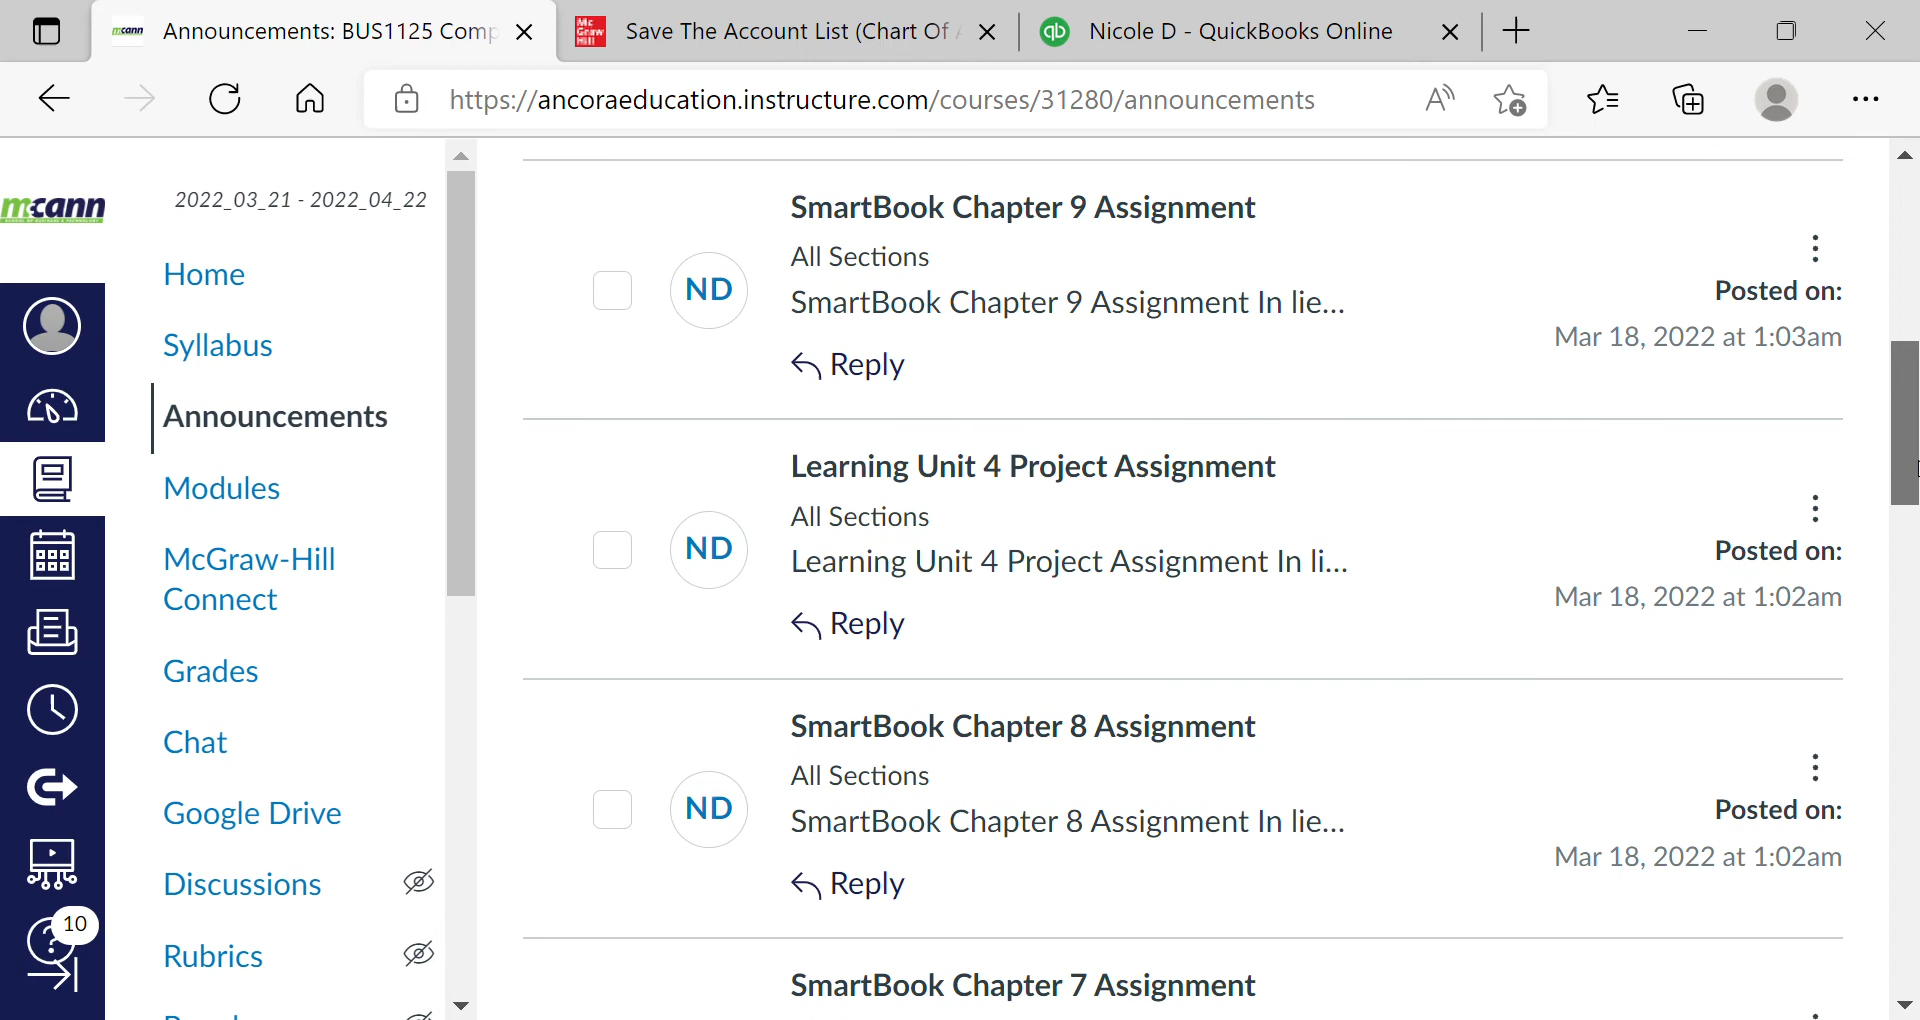 Announcements: BUS1125 Comp
Save The Account List (Chart Of
Nicole D - QuickBooks Online
https://ancoraeducation.instructure.com/courses/31280/announcements
mccann
2022_03_21 - 2022_04_22
Home
Syllabus
Announcements
Modules
McGraw-Hill
Connect
Grades
Chat
Google Drive
Discussions
Rubrics
10
SmartBook Chapter 9 Assignment
All Sections
ND
SmartBook Chapter 9 Assignment In lie...
Reply
Posted on:
Mar 18, 2022 at 1:03am
Learning Unit 4 Project Assignment
All Sections
ND
Learning Unit 4 Project Assignment In li...
Reply
Posted on:
Mar 18, 2022 at 1:02am
SmartBook Chapter 8 Assignment
All Sections
ND
SmartBook Chapter 8 Assignment In lie...
Reply
Posted on:
Mar 18, 2022 at 1:02am
SmartBook Chapter 7 Assignment